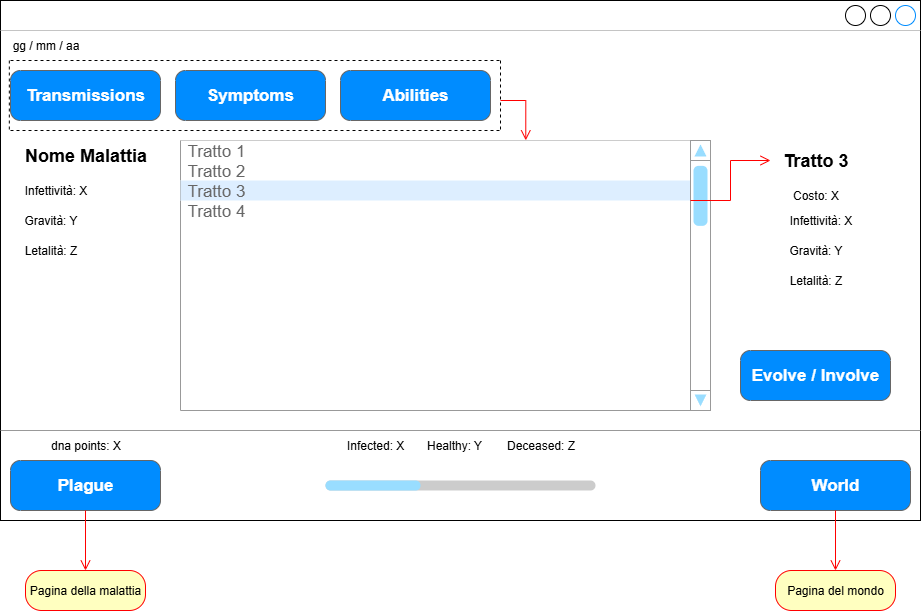 gg / mm / aa
Transmissions
Symptoms
Abilities
Nome Malattia
Infettività: X
Gravità: Y
Letalità: Z
Tratto 1
Tratto 2
Tratto 3
Tratto 4
Tratto 3
Costo: X
Infettività: X
Gravità: Y
Letalità: Z
Evolve / Involve
dna points: X
Infected: X
Healthy: Y
Deceased: Z
Plague
World
Pagina della malattia
Pagina del mondo